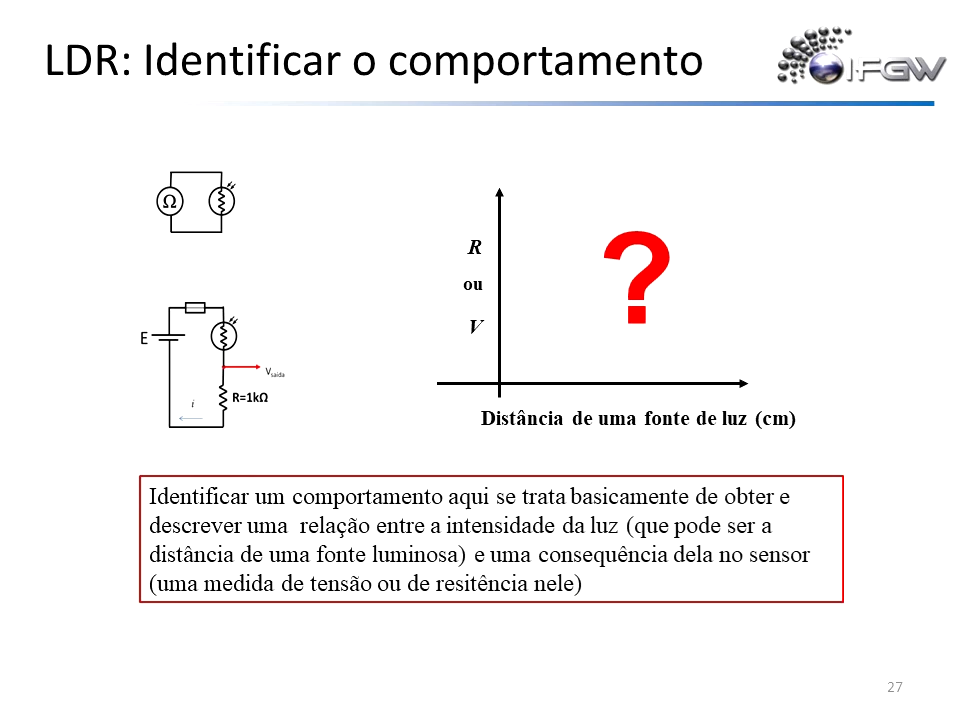 LDR: Identificar o comportamento
IFGW
Ω
R
ou
V
E
Vsaída
R=1kΩ
i
?
Distância de uma fonte de luz (cm)
Identificar um comportamento aqui se trata basicamente de obter e
descrever uma relação entre a intensidade da luz (que pode ser a
distância de uma fonte luminosa) e uma consequência dela no sensor
(uma medida de tensão ou de resitência nele)
27